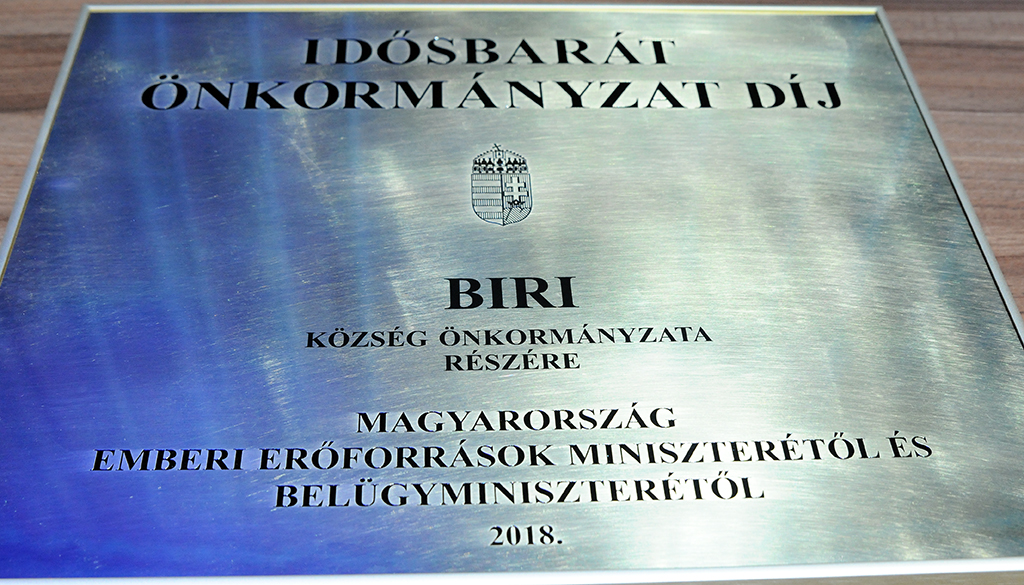 IDŐSBARÁT
ÖNKORMÁNYZAT DÍJ
BIRI
KÖZSÉG ÖNKORMÁNYZATA
RÉSZÉRE
MAGYARORSZÁG
EMBERI ERŐFORRÁSOK MINISZTERÉTŐL ÉS
BELÜGYMINISZTERÉTŐL
2018.